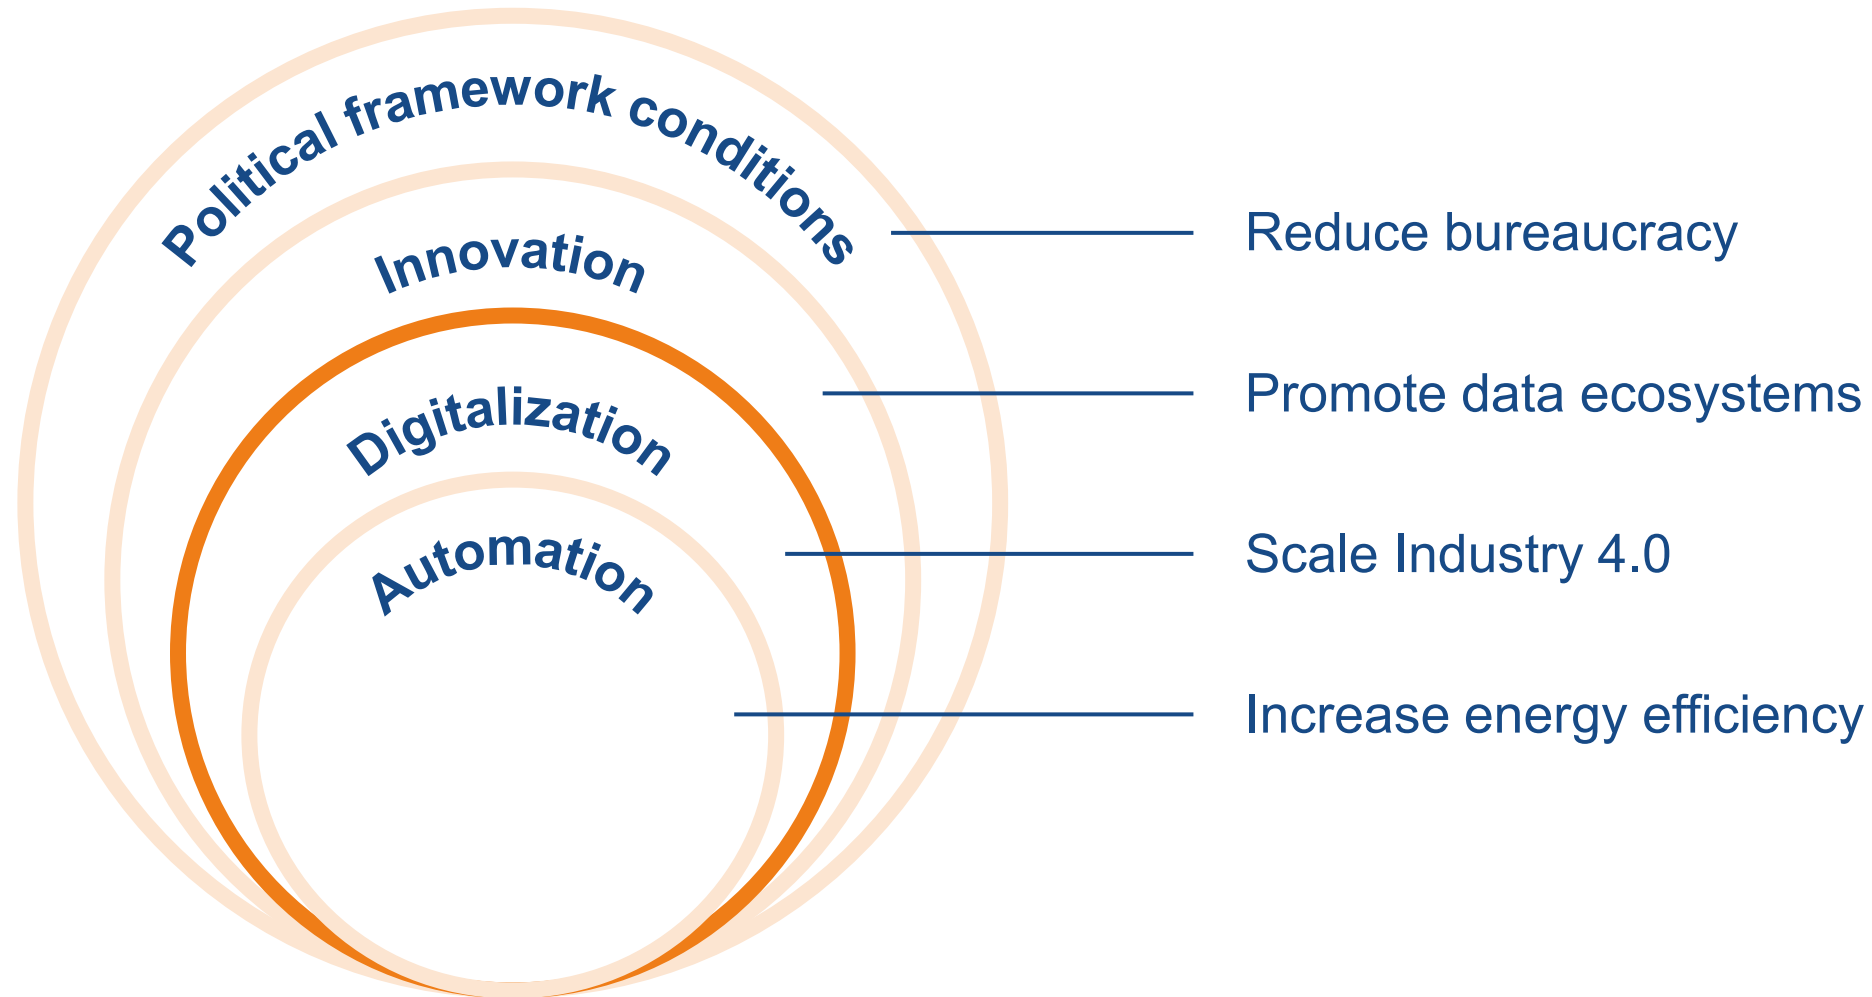 Political framework conditions
Innovation
Digitalization
Automation
Reduce bureaucracy
Promote data ecosystems
Scale Industry 4.0
Increase energy efficiency